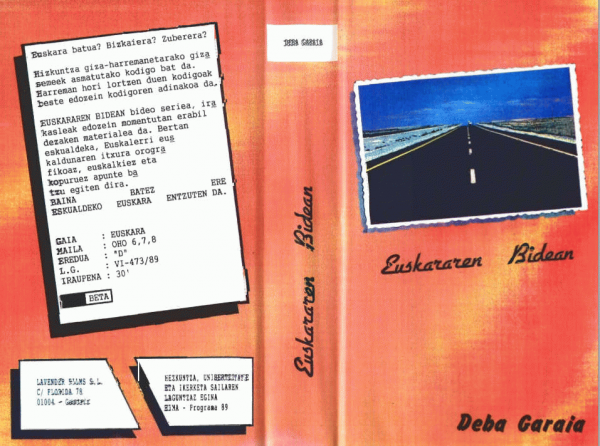 Euskara batua? Bizkaiera? Zuberera?
Hizkuntza giza-harremanetarako giza
semeek asmatutako kodigo bat da.
Harreman hori lortzen duen kodigoak
beste edozein kodigoren adinakoa da.
EUSKARAREN BIDEAN bideo seriea, ira
kasleak edozein momentutan erabil
dezaken materialea da. Bertan
eskualdeka, Euskalerri eus
kaldunaren itxura orogra
fikoaz, euskalkiez eta
kopuruez apunte ba
tzu egiten dira.
BAINA BATEZ ERE
ESKUALDEKO EUSKARA ENTZUTEN DA.
GAIA : EUSKARA
MAILA : OHO 6,7,8
EREDUA : "D"
L.G. : VI-473/89
IRAUPENA : 30'
BETA
LAVENDER FILMS S.L.
C/ FLORIDA 78
01004 - Gasteiz
HEZKUNTZA, UNIBERTSITATE
ETA IKERKETA SAILAREN
LAGUNTZAZ EGINA
EIMA - Programa 89
DEBA GARAIA
Euskararen Bidean
Euskararen Bidean
Deba Garaia